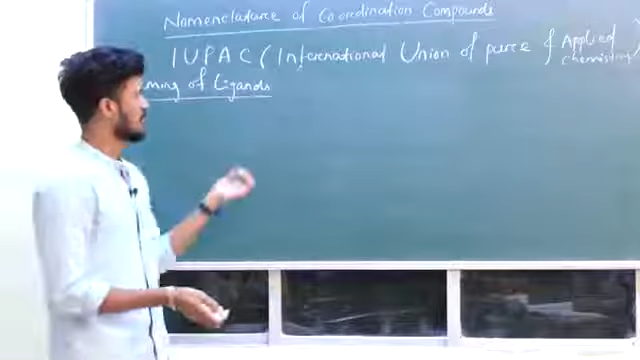 Nomenclature of Coordination Compounds
IUPAC (International Union of pure & Applied
chemistry)
ming of Ligands